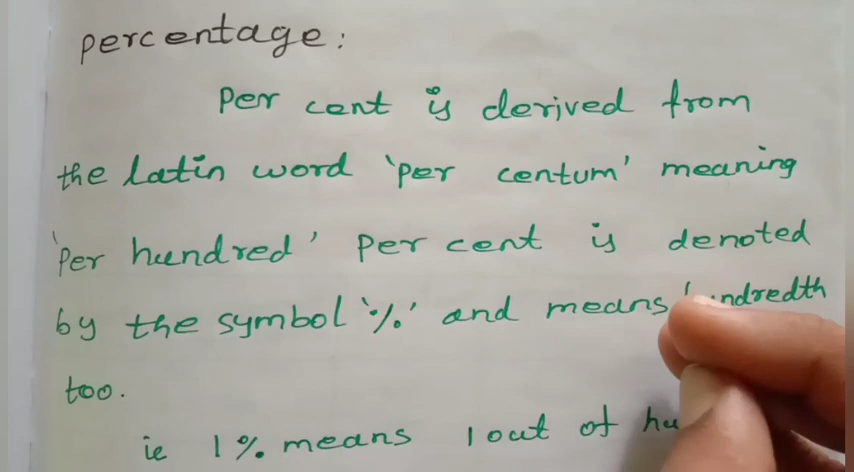 percentage:
Per cent is derived from
the Latin word 'per centum' meaning
'per hundred' Per cent is denoted
by the symbol '%' and means
too.
ie 1% means 1 out of